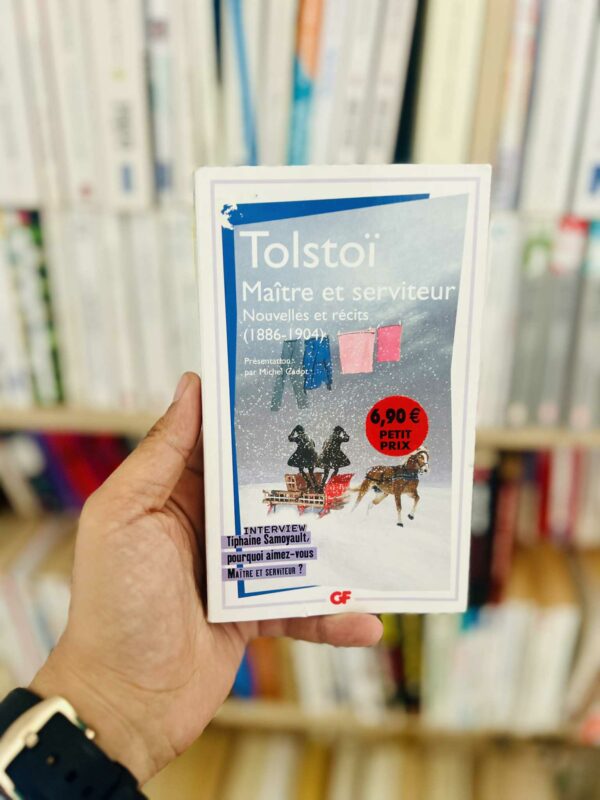 Tolstoï
Maître et serviteur
Nouvelles et récits
(1886-1904)
Présentation
par Michel Cadot
6,90 €
PETIT
PRIX
INTERVIEW
Tiphaine Samoyault,
pourquoi aimez-vous
MAÎTRE ET SERVITEUR ?
GF